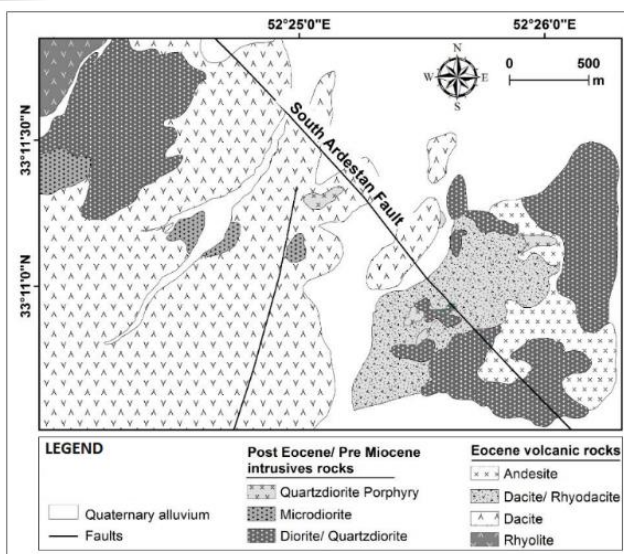 52°25'0"E 52°26'0"E
N
W E
S
0 500
m
33°11'30"N
33°11'0"N
South Ardestan Fault
LEGEND
Quaternary alluvium
Faults
Post Eocene/ Pre Miocene
intrusives rocks
Quartzdiorite Porphyry
Microdiorite
Diorite/ Quartzdiorite
Eocene volcanic rocks
Andesite
Dacite/ Rhyodacite
Dacite
Rhyolite